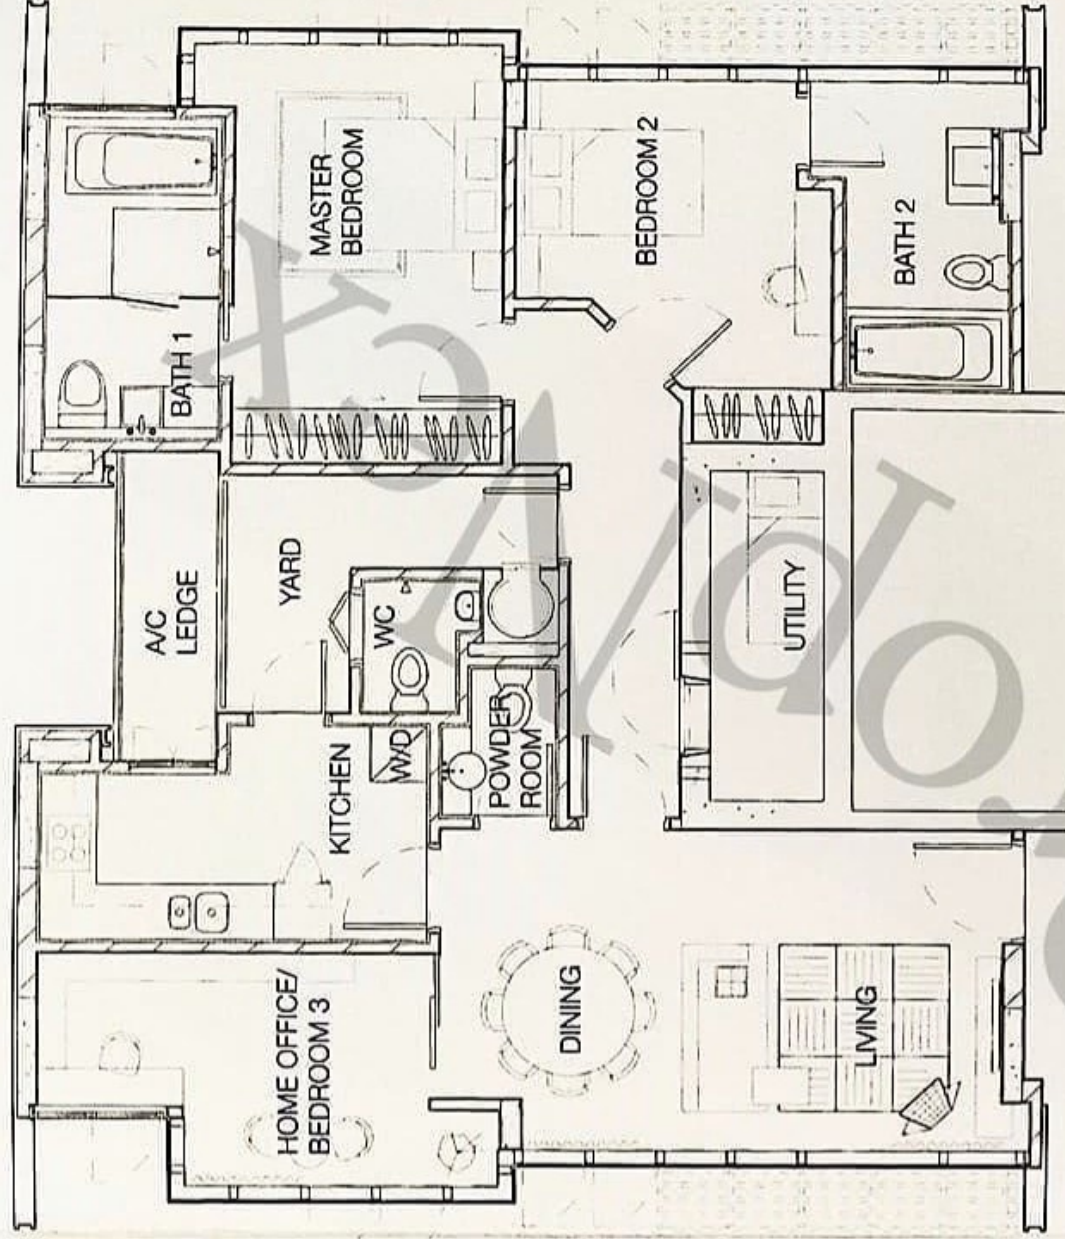 MASTER
BEDROOM
BEDROOM 2
BATH 2
BATH 1
A/C
LEDGE
YARD
WC
UTILITY
KITCHEN
W/D
POWDER
ROOM
HOME OFFICE/
BEDROOM 3
DINING
LIVING